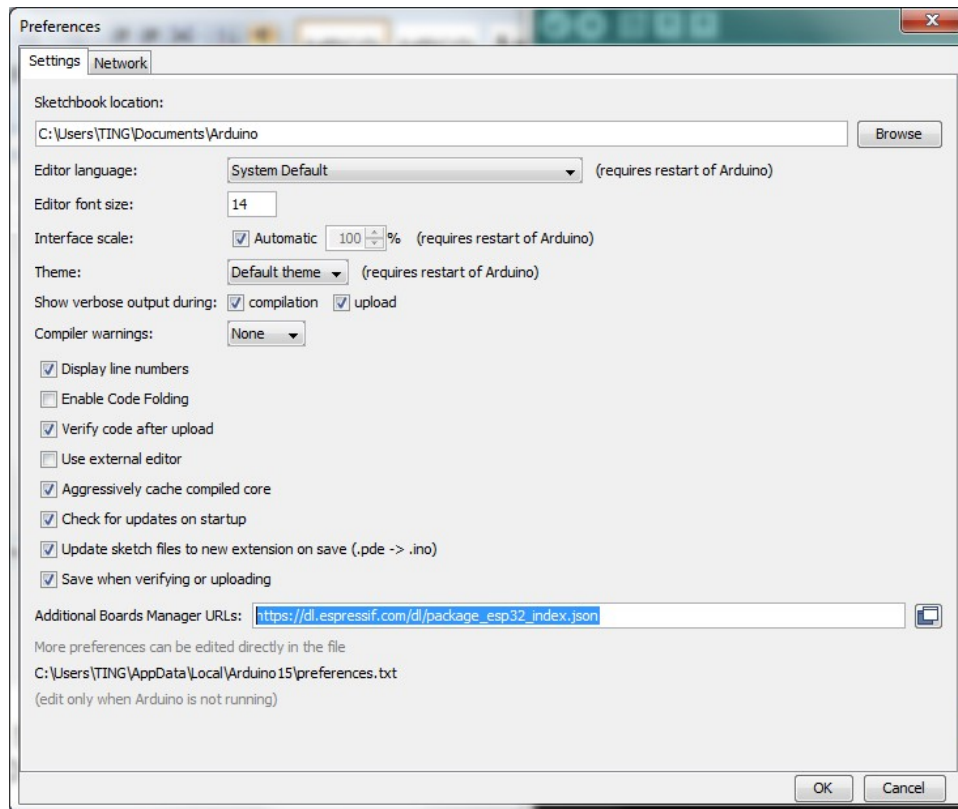 Preferences
Settings Network
Sketchbook location:
C:\Users\TING\Documents\Arduino Browse
Editor language: System Default (requires restart of Arduino)
Editor font size: 14
Interface scale: Automatic 100 % (requires restart of Arduino)
Theme: Default theme (requires restart of Arduino)
Show verbose output during: compilation upload
Compiler warnings: None
Display line numbers
Enable Code Folding
Verify code after upload
Use external editor
Aggressively cache compiled core
Check for updates on startup
Update sketch files to new extension on save (.pde -> .ino)
Save when verifying or uploading
Additional Boards Manager URLs: https://dl.espressif.com/dl/package_esp32_index.json
More preferences can be edited directly in the file
C:\Users\TING\AppData\Local\Arduino15\preferences.txt
(edit only when Arduino is not running)
OK Cancel